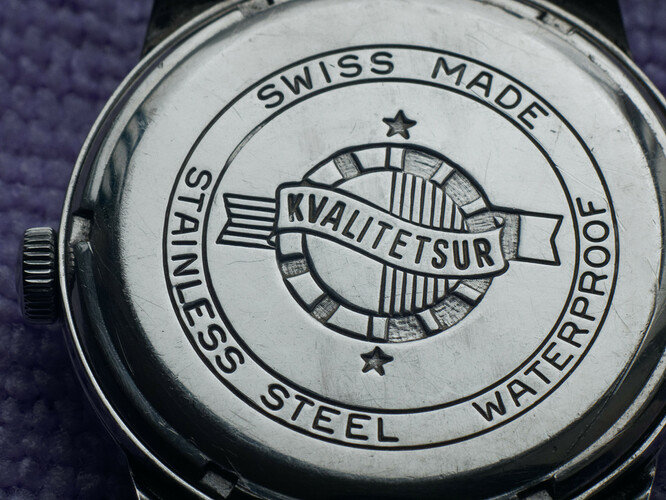 SWISS MADE
KVALITETSUR
STAINLESS STEEL
WATERPROOF